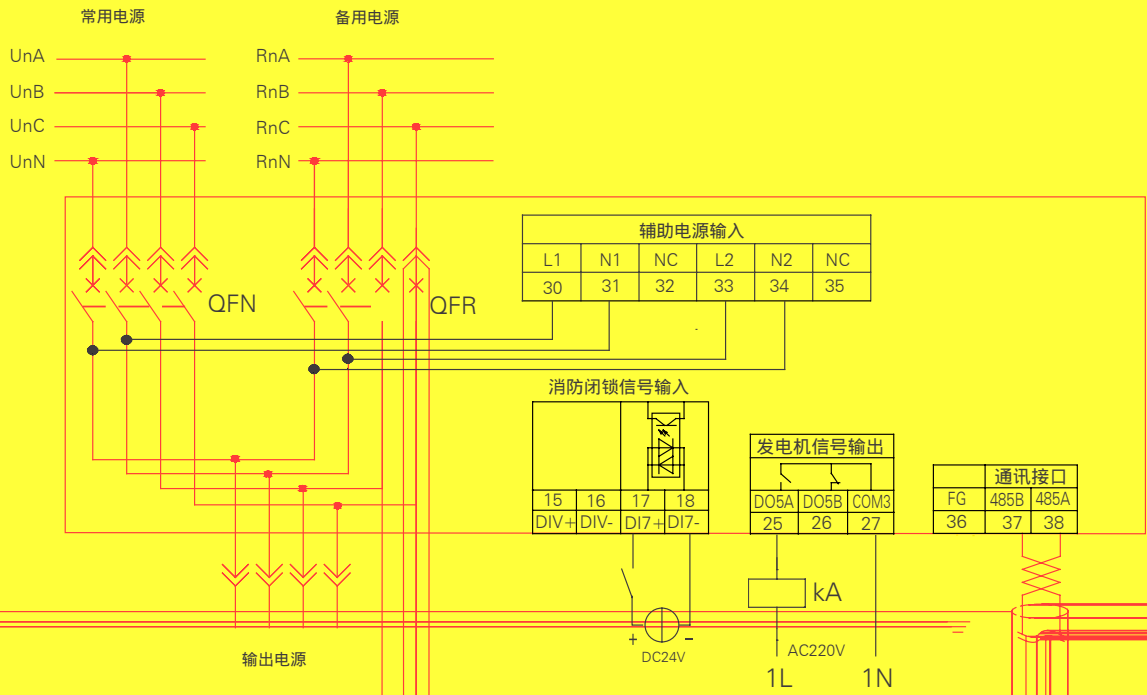 常用电源 备用电源
UnA RnA
UnB RnB
UnC RnC
UnN RnN
辅助电源输入
L1 N1 NC L2 N2 NC
30 31 32 33 34 35
QFN QFR
消防闭锁信号输入
发电机信号输出
通讯接口
15 16 17 18
DIV+ DIV- DI7+ DI7-
DO5A DO5B COM3
25 26 27
FG 485B 485A
36 37 38
kA
+ -
DC24V
AC220V
输出电源
1L 1N